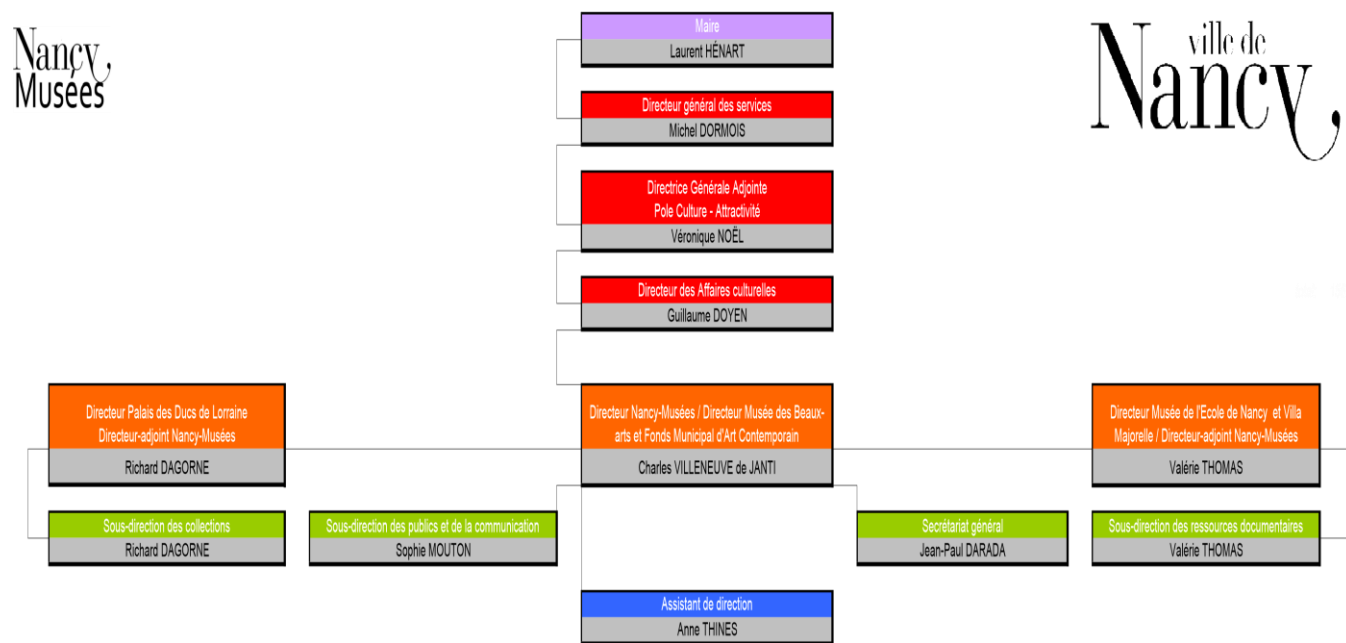 Nancy
Musées
ville de
Nancy
Maire
Laurent HÉNART
Directeur général des services
Michel DORMOIS
Directrice Générale Adjointe
Pole Culture - Attractivité
Véronique NOËL
Directeur des Affaires culturelles
Guillaume DOYEN
Directeur Palais des Ducs de Lorraine
Directeur-adjoint Nancy-Musées
Richard DAGORNE
Directeur Nancy-Musées / Directeur Musée des Beaux-
arts et Fonds Municipal d'Art Contemporain
Charles VILLENEUVE de JANTI
Directeur Musée de l'Ecole de Nancy et Villa
Majorelle / Directeur-adjoint Nancy-Musées
Valérie THOMAS
Sous-direction des collections
Richard DAGORNE
Sous-direction des publics et de la communication
Sophie MOUTON
Secrétariat général
Jean-Paul DARADA
Sous-direction des ressources documentaires
Valérie THOMAS
Assistant de direction
Anne THINES